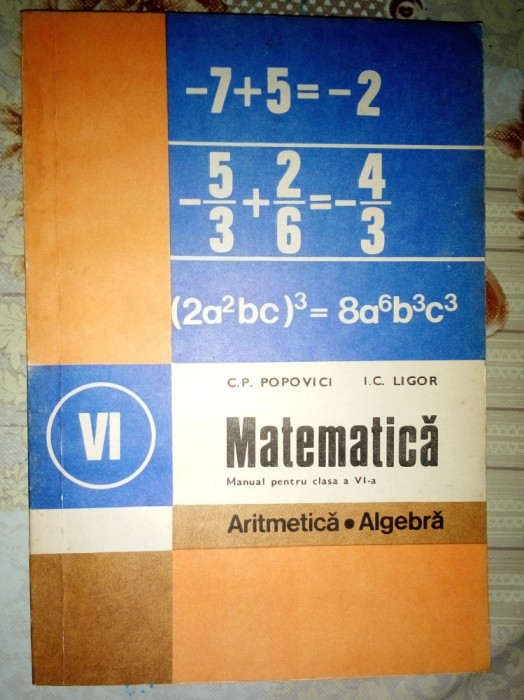 -7+5=-2
-5/3+2/6=-4/3
(2a²bc)³=8a⁶b³c³
C.P. POPOVICI I.C. LIGOR
VI
Matematică
Manual pentru clasa a VI-a
Aritmetică • Algebră